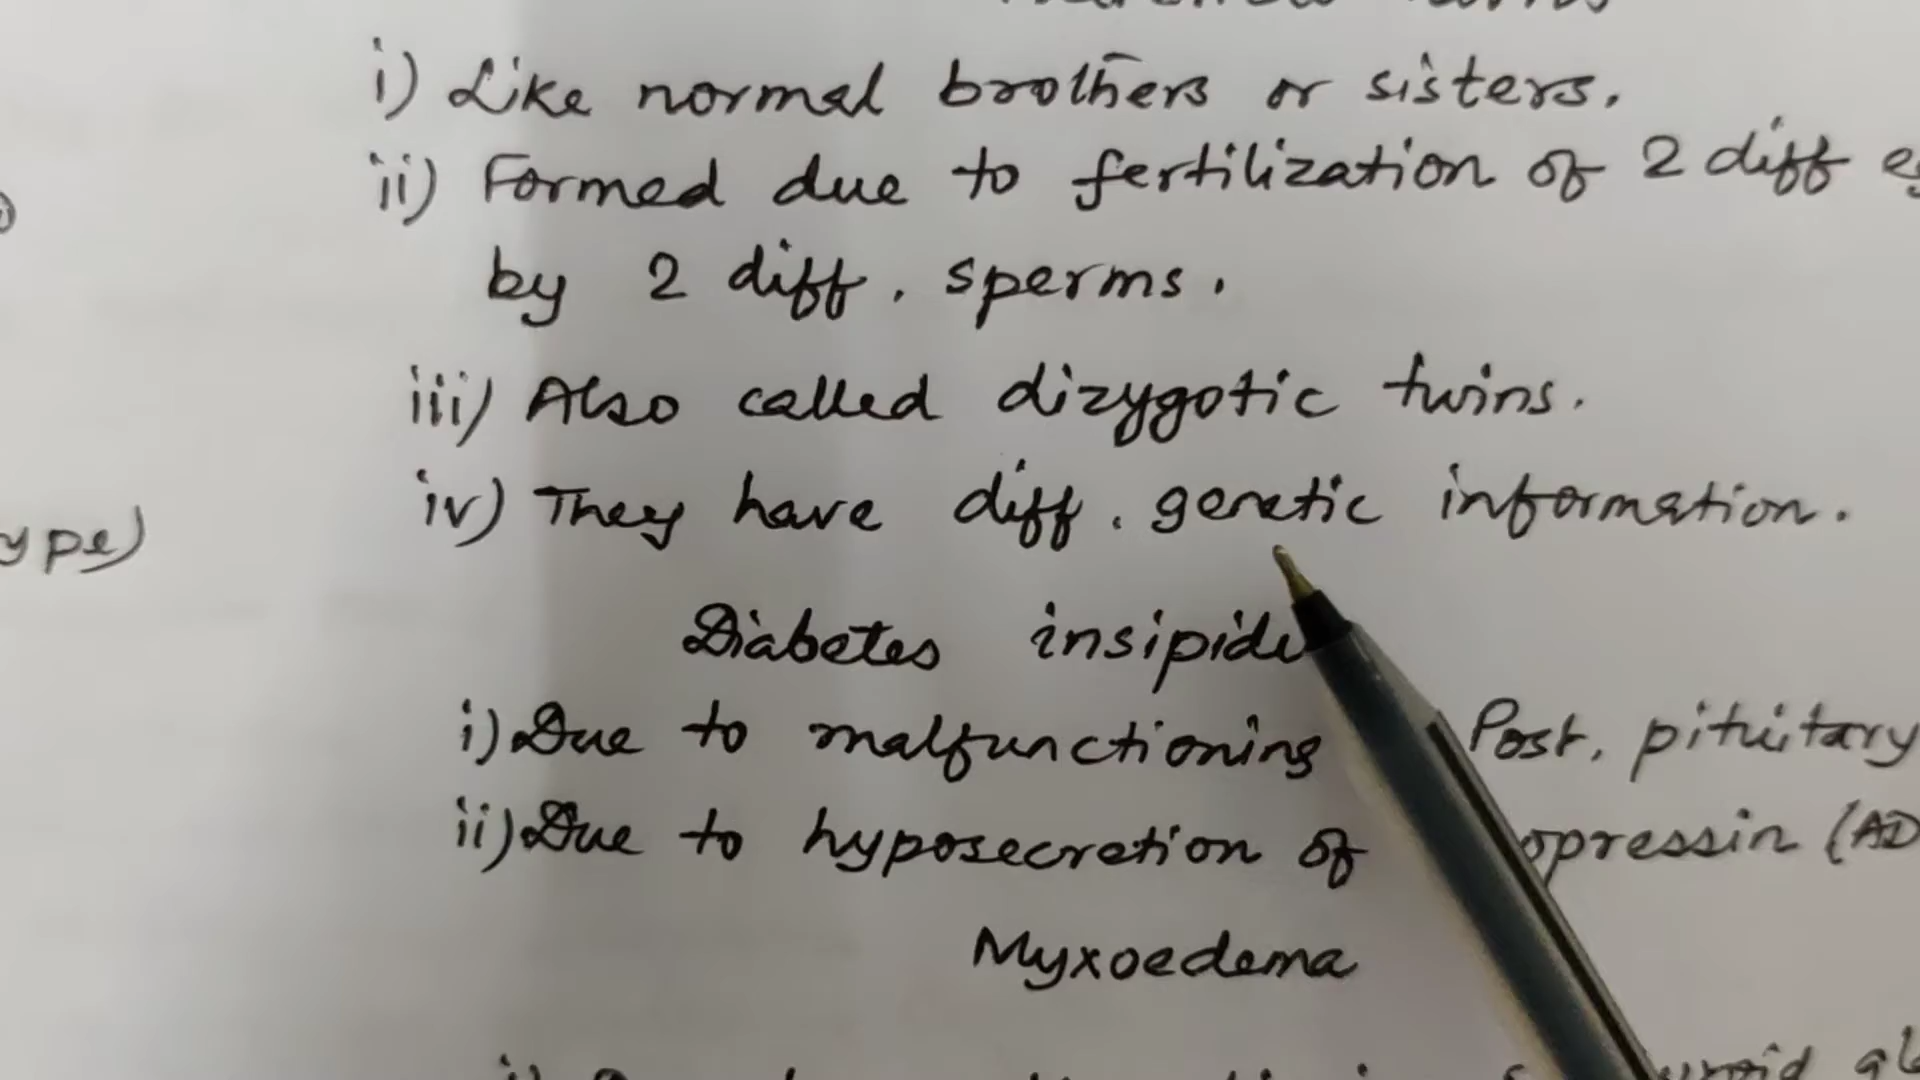 i) Like normal brothers or sisters.
ii) Formed due to fertilization of 2 diff
by 2 diff. sperms.
iii) Also called dizygotic twins.
iv) They have diff. genetic information.
ype)
Diabetes insipidu
i) Due to malfunctioning Post. pituitary
ii) Due to hyposecretion of opressin (AD
Myxoedema